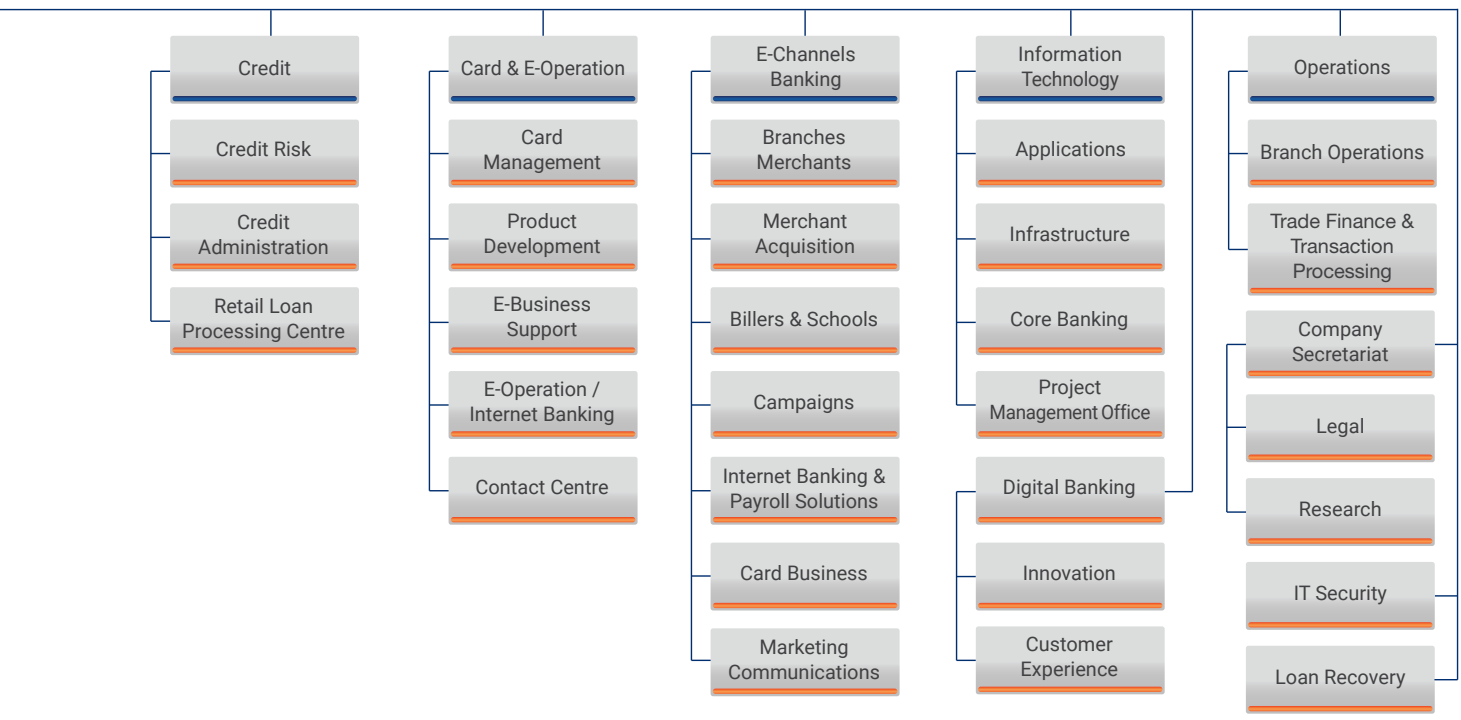 Credit
Credit Risk
Credit
Administration
Retail Loan
Processing Centre
Card & E-Operation
Card
Management
Product
Development
E-Business
Support
E-Operation /
Internet Banking
Contact Centre
E-Channels
Banking
Branches
Merchants
Merchant
Acquisition
Billers & Schools
Campaigns
Internet Banking &
Payroll Solutions
Card Business
Marketing
Communications
Information
Technology
Applications
Infrastructure
Core Banking
Project
Management Office
Digital Banking
Innovation
Customer
Experience
Operations
Branch Operations
Trade Finance &
Transaction
Processing
Company
Secretariat
Legal
Research
IT Security
Loan Recovery